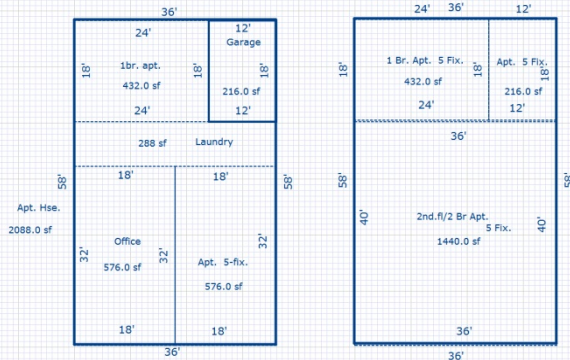 36'
24'
12'
Garage
18'
1br. apt.
18'
18'
432.0 sf
216.0 sf
24'
12'
288 sf
Laundry
58'
18'
18'
58'
Apt. Hse.
2088.0 sf
32'
Office
32'
32'
576.0 sf
Apt. 5-fix.
576.0 sf
18'
18'
36'
24'
36'
12'
18'
1 Br. Apt. 5 Fix.
18'
Apt. 5 Fix.
18'
432.0 sf
216.0 sf
24'
12'
36'
58'
58'
40'
2nd.fl/2 Br Apt.
5 Fix.
40'
1440.0 sf
36'
36'